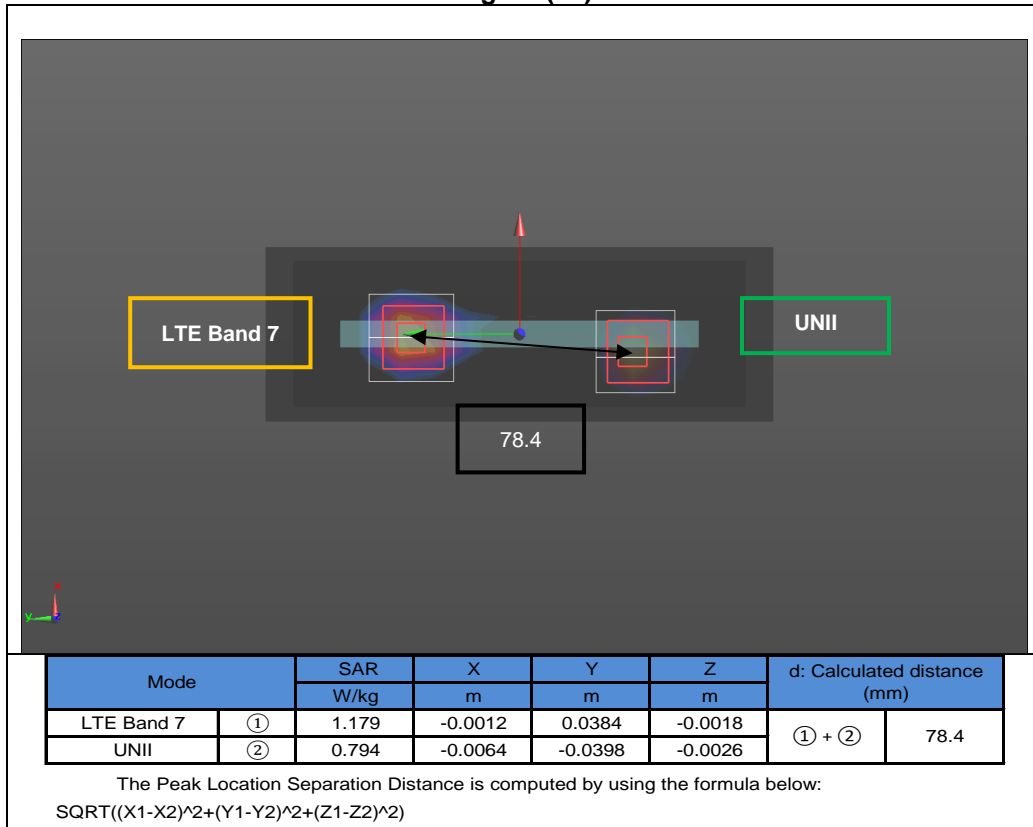 LTE Band 7
UNII
78.4
x
y
z
Mode SAR X Y Z d: Calculated distance (mm)
W/kg m m m
LTE Band 7 ① 1.179 -0.0012 0.0384 -0.0018 ① + ② 78.4
UNII ② 0.794 -0.0064 -0.0398 -0.0026
The Peak Location Separation Distance is computed by using the formula below:
SQRT((X1-X2)^2+(Y1-Y2)^2+(Z1-Z2)^2)